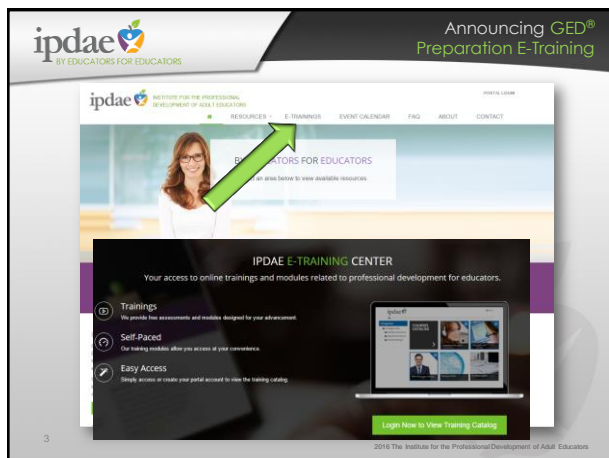 ipdae
BY EDUCATORS FOR EDUCATORS
Announcing GED®
Preparation E-Training
ipdae
INSTITUTE FOR THE PROFESSIONAL
DEVELOPMENT OF ADULT EDUCATORS
PORTAL LOGIN
RESOURCES E-TRAININGS EVENT CALENDAR FAQ ABOUT CONTACT
BY FOR EDUCATORS
an area below to view available resources.
IPDAE E-TRAINING CENTER
Your access to online trainings and modules related to professional development for educators.
Trainings
We provide free assessments and modules designed for your advancement.
Self-Paced
Our training modules allow you access at your convenience.
Easy Access
Simply access or create your portal account to view the training catalog.
ipdae
Login Now to View Training Catalog
3
2016 The Institute for the Professional Development of Adult Educators